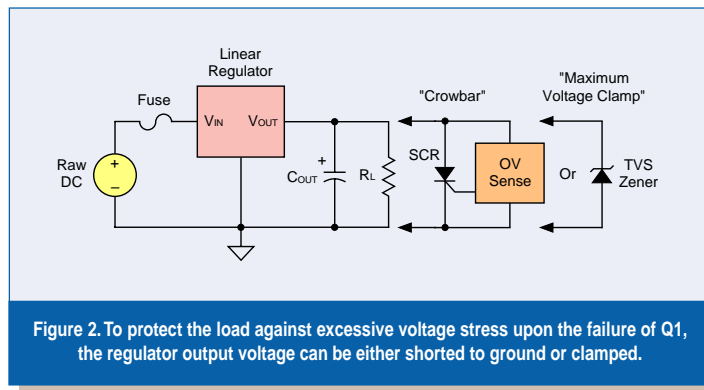 Linear
Regulator
Fuse
VIN
VOUT
Raw
DC
+
–
+
COUT
RL
"Crowbar"
SCR
OV
Sense
Or
"Maximum
Voltage Clamp"
TVS
Zener
Figure 2. To protect the load against excessive voltage stress upon the failure of Q1,
the regulator output voltage can be either shorted to ground or clamped.